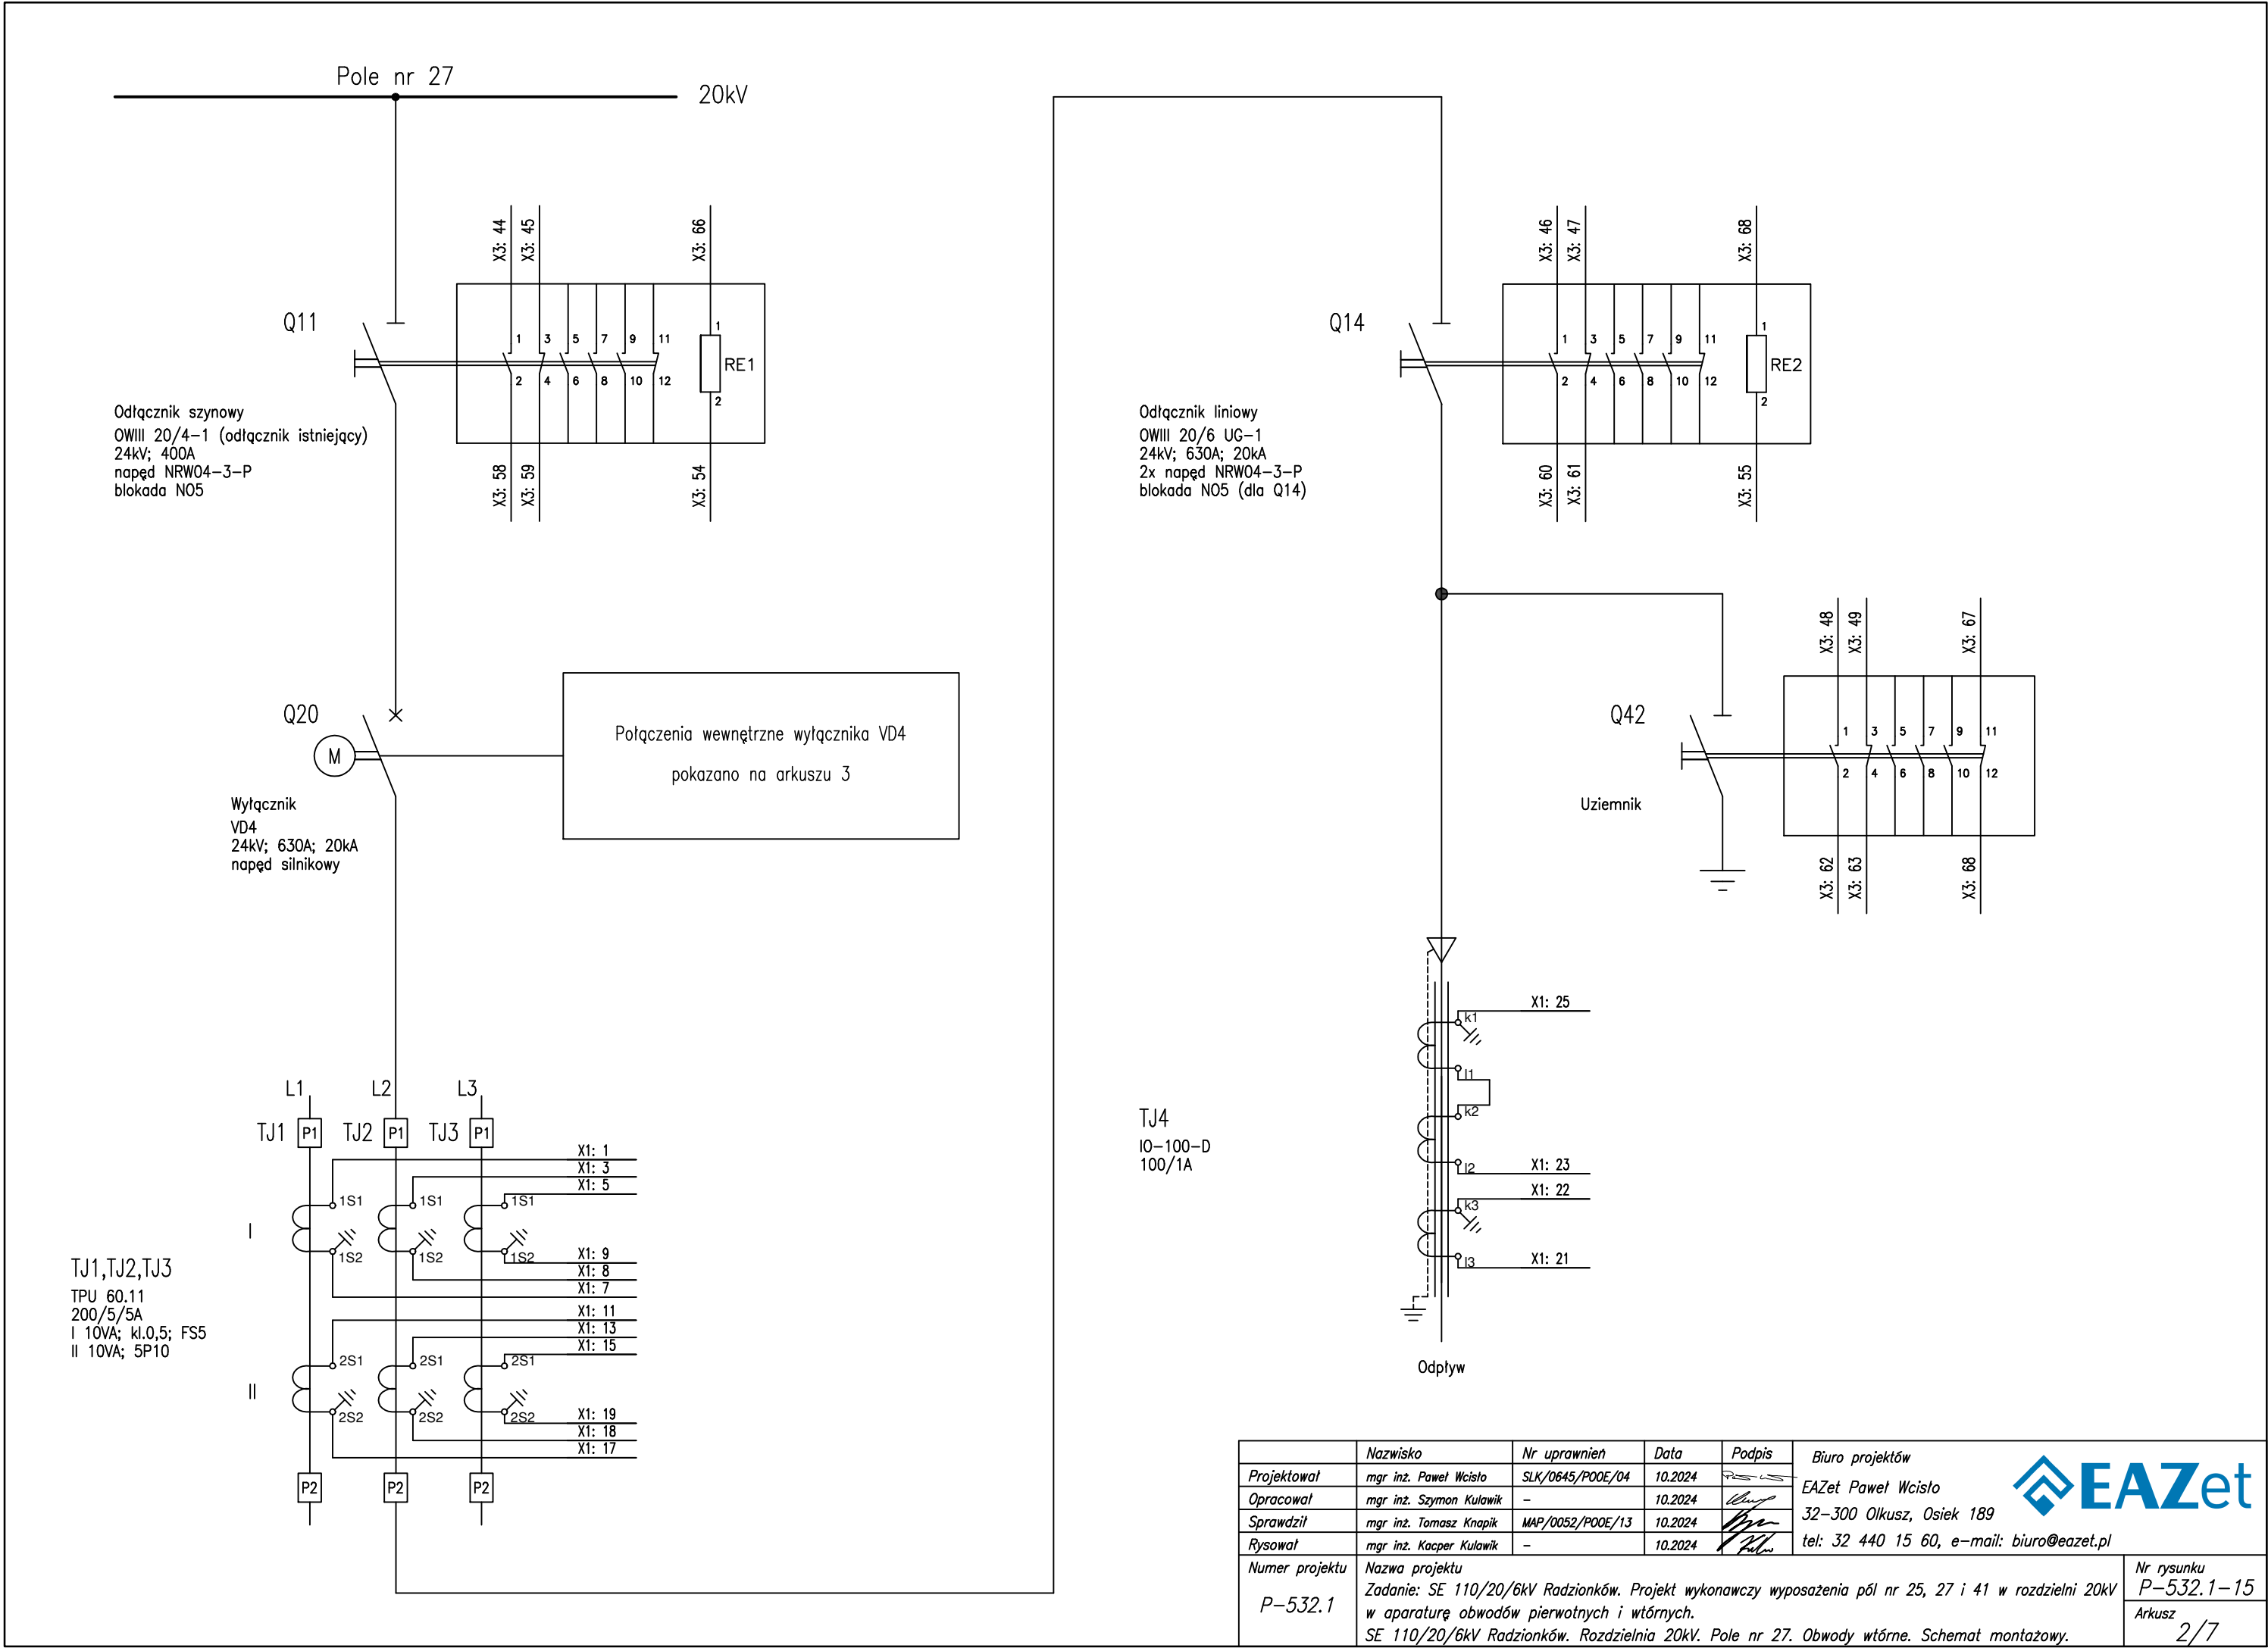 Pole nr 27
20kV
X3: 44
X3: 45
X3: 66
Q11
1 3 5 7 9 11
2 4 6 8 10 12
1
RE1
2
X3: 58
X3: 59
X3: 54
Odłącznik szynowy
OWIII 20/4-1 (odłącznik istniejący)
24kV; 400A
napęd NRW04-3-P
blokada NO5
Q20
M
Połączenia wewnętrzne wyłącznika VD4
pokazano na arkuszu 3
Wyłącznik
VD4
24kV; 630A; 20kA
napęd silnikowy
L1 L2 L3
TJ1 P1 TJ2 P1 TJ3 P1
X1: 1
X1: 3
X1: 5
1S1 1S1 1S1
I
1S2 1S2 1S2
X1: 9
X1: 8
X1: 7
TJ1,TJ2,TJ3
TPU 60.11
200/5/5A
I 10VA; kl.0,5; FS5
II 10VA; 5P10
X1: 11
X1: 13
X1: 15
2S1 2S1 2S1
II
2S2 2S2 2S2
X1: 19
X1: 18
X1: 17
P2 P2 P2
X3: 46
X3: 47
X3: 68
Q14
1 3 5 7 9 11
2 4 6 8 10 12
1
RE2
2
X3: 60
X3: 61
X3: 55
Odłącznik liniowy
OWIII 20/6 UG-1
24kV; 630A; 20kA
2x napęd NRW04-3-P
blokada NO5 (dla Q14)
X3: 48
X3: 49
X3: 67
Q42
1 3 5 7 9 11
2 4 6 8 10 12
Uziemnik
X3: 62
X3: 63
X3: 68
TJ4
IO-100-D
100/1A
X1: 25
k1
l1
k2
l2
X1: 23
X1: 22
k3
l3
X1: 21
Odpływ
Nazwisko Nr uprawnień Data Podpis
Projektował mgr inż. Paweł Wcisło SLK/0645/POOE/04 10.2024
Opracował mgr inż. Szymon Kulawik - 10.2024
Sprawdził mgr inż. Tomasz Knapik MAP/0052/POOE/13 10.2024
Rysował mgr inż. Kacper Kulawik - 10.2024
Biuro projektów
EAZet Paweł Wcisło
32-300 Olkusz, Osiek 189
tel: 32 440 15 60, e-mail: biuro@eazet.pl
EAZet
Numer projektu
P-532.1
Nazwa projektu
Zadanie: SE 110/20/6kV Radzionków. Projekt wykonawczy wyposażenia pól nr 25, 27 i 41 w rozdzielni 20kV
w aparaturę obwodów pierwotnych i wtórnych.
SE 110/20/6kV Radzionków. Rozdzielnia 20kV. Pole nr 27. Obwody wtórne. Schemat montażowy.
Nr rysunku
P-532.1-15
Arkusz
2/7